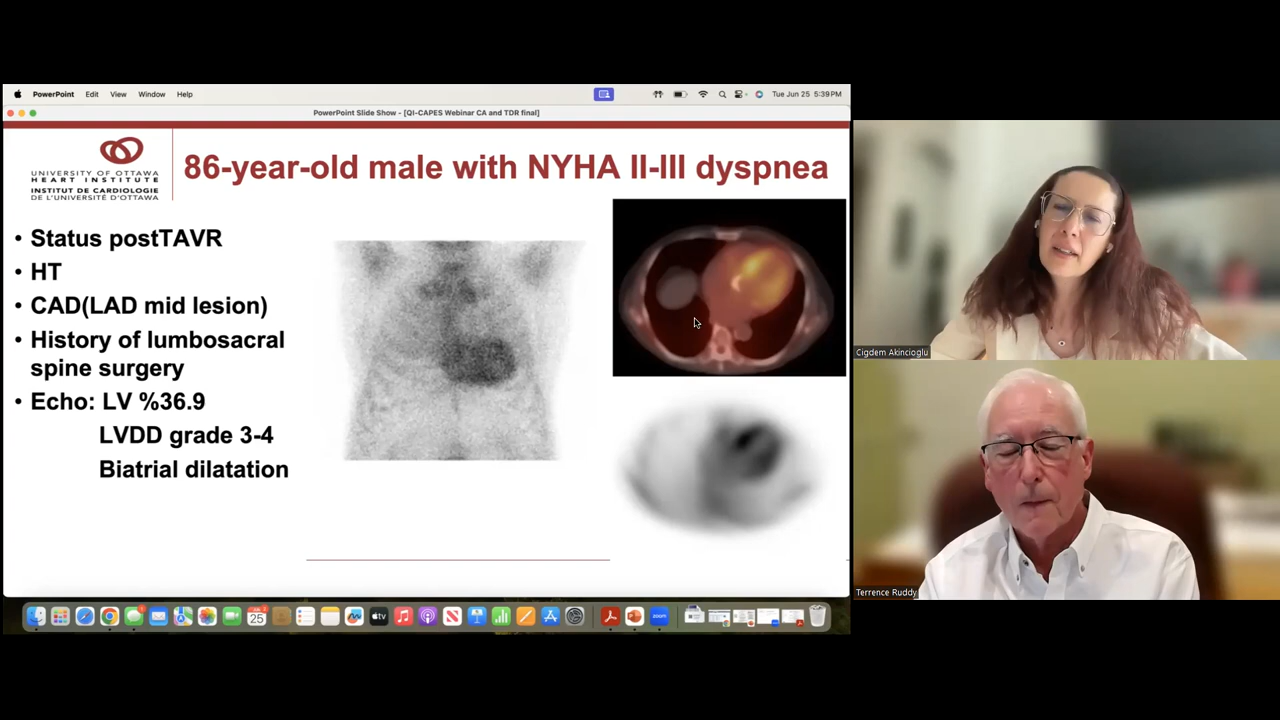 PowerPoint Edit View Window Help
Tue Jun 25 5:39 PM
PowerPoint Slide Show - [QI-CAPES Webinar CA and TDR final]
UNIVERSITY OF OTTAWA
HEART INSTITUTE
INSTITUT DE CARDIOLOGIE
DE L'UNIVERSITÉ D'OTTAWA
86-year-old male with NYHA II-III dyspnea
• Status postTAVR
• HT
• CAD(LAD mid lesion)
• History of lumbosacral
spine surgery
• Echo: LV %36.9
LVDD grade 3-4
Biatrial dilatation
Cigdem Akincioglu
Terrence Ruddy
25
tv
zoom